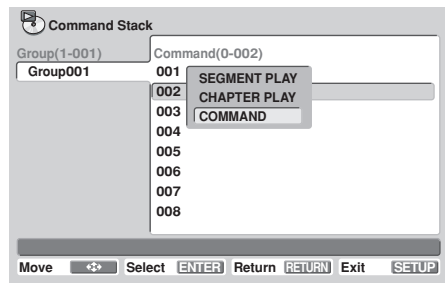 Command Stack
Group(1-001) Command(0-002)
Group001
001
SEGMENT PLAY
002
CHAPTER PLAY
003
COMMAND
004
005
006
007
008
Move Select ENTER Return RETURN Exit SETUP